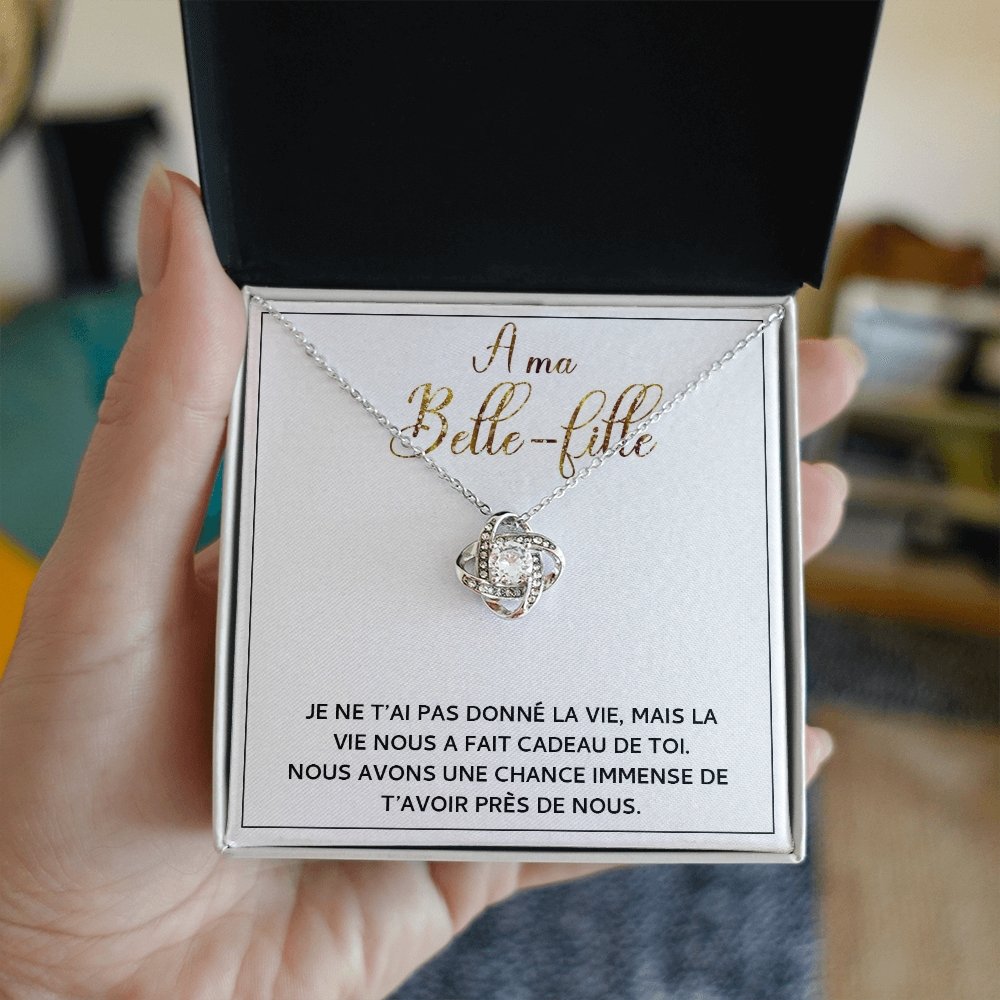 A ma
Belle-fille
JE NE T'AI PAS DONNÉ LA VIE, MAIS LA
VIE NOUS A FAIT CADEAU DE TOI.
NOUS AVONS UNE CHANCE IMMENSE DE
T'AVOIR PRÈS DE NOUS.